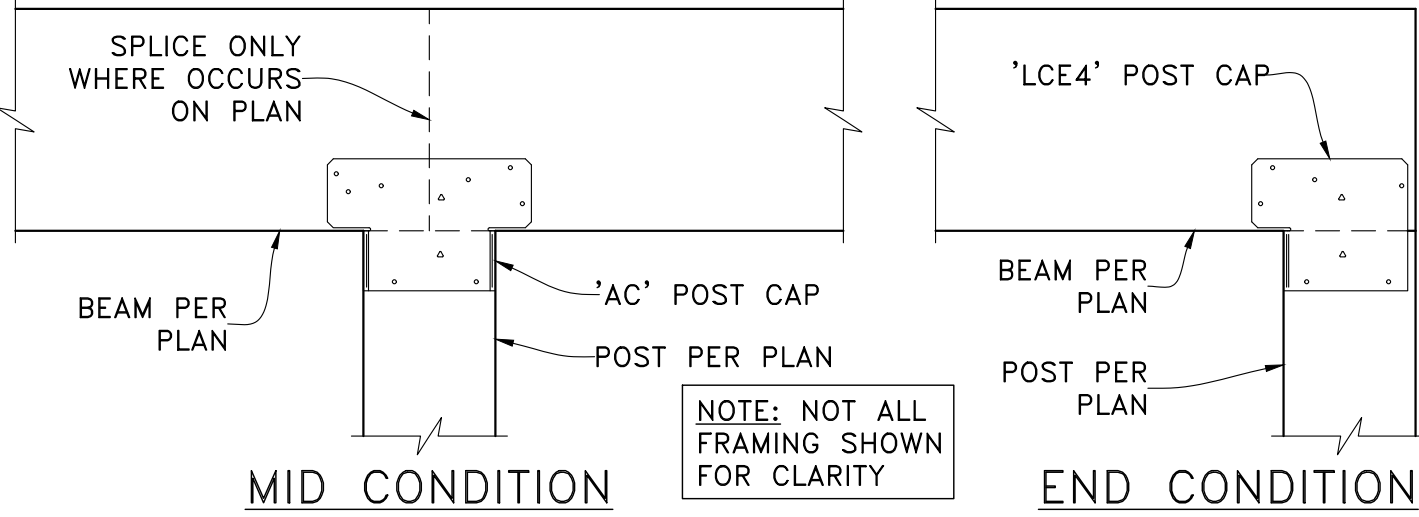 SPLICE ONLY
WHERE OCCURS
ON PLAN
BEAM PER
PLAN
'AC' POST CAP
POST PER PLAN
MID CONDITION
NOTE: NOT ALL
FRAMING SHOWN
FOR CLARITY
'LCE4' POST CAP
BEAM PER
PLAN
POST PER
PLAN
END CONDITION